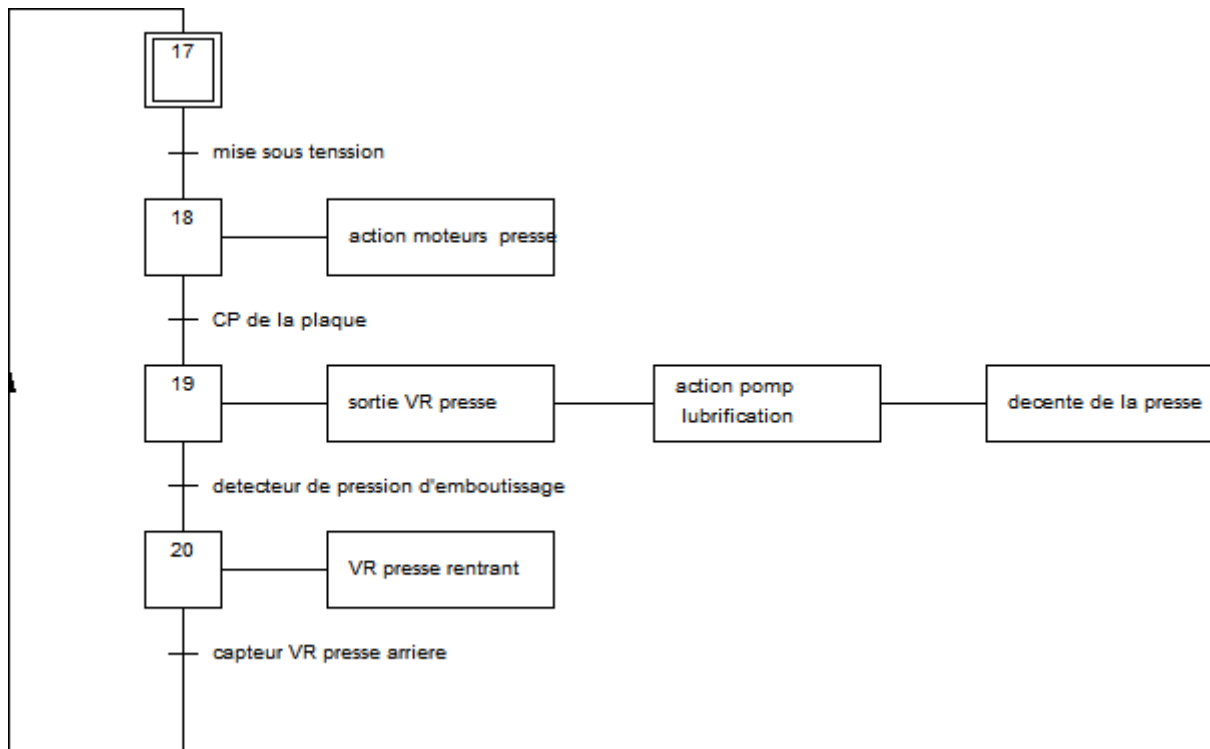 17
mise sous tenssion
18
action moteurs presse
CP de la plaque
19
sortie VR presse
action pomp
lubrification
decente de la presse
detecteur de pression d'emboutissage
20
VR presse rentrant
capteur VR presse arriere